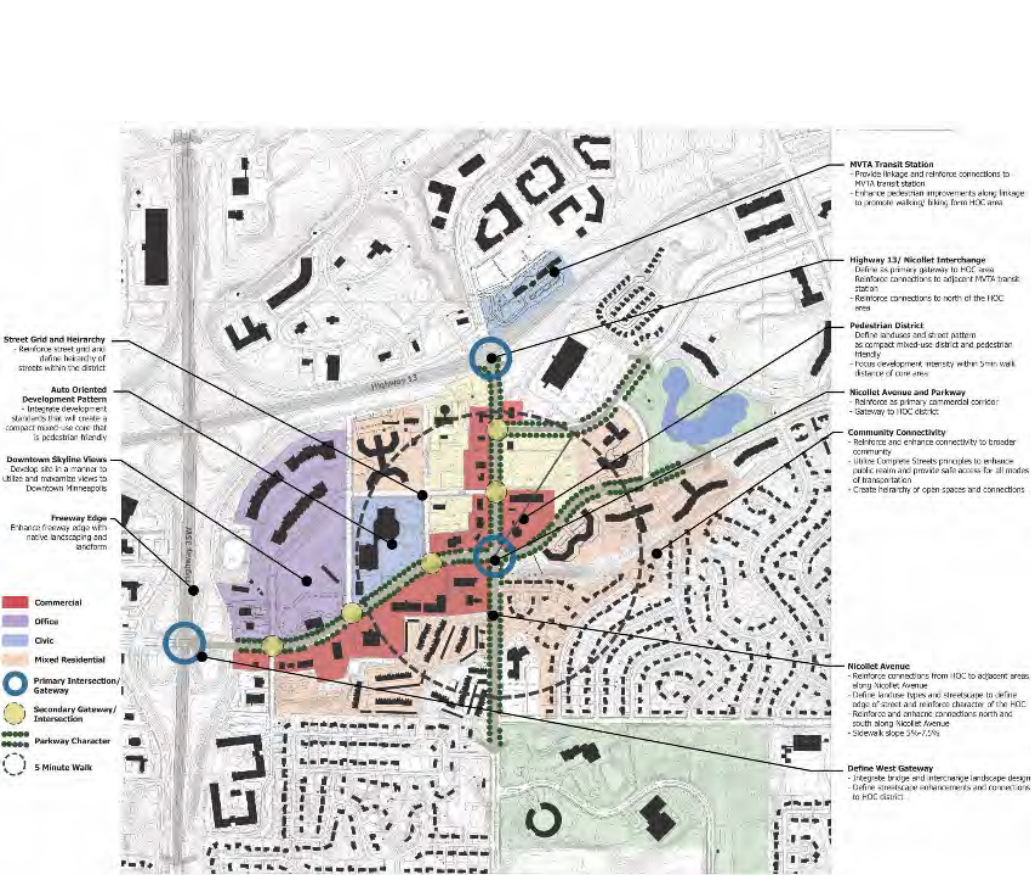 MVTA Transit Station
- Provide linkage and reinforce connections to
MVTA transit station
- Enhance pedestrian improvements along linkage
to promote walking/ biking form HOC area
Highway 13/ Nicollet Interchange
Define as primary gateway to HOC area
Reinforce connections to adjacent MVTA transit
station
- Reinforce connections to north of the HOC
area
Pedestrian District
Define landuses and street pattern
as compact mixed-use district and pedestrian
friendly
- Focus development intensity within 5min walk
distance of core area
Nicollet Avenue and Parkway
- Reinforce as primary commercial corridor
- Gateway to HOC district
Community Connectivity
- Reinforce and enhance connectivity to broader
community
- Utilize Complete Streets principles to enhance
public realm and provide safe access for all modes
of transportation
- Create heirarchy of open spaces and connections
Nicollet Avenue
- Reinforce connections from HOC to adjacent areas
along Nicollet Avenue
- Define landuse types and streetscape to define
edge of street and reinforce character of the HOC
- Reinforce and enhacne connections north and
south along Nicollet Avenue
- Sidewalk slope 5%-7.5%
Define West Gateway
- Integrate bridge and interchange landscape design
- Define streetscape enhancements and connections
to HOC district
Street Grid and Heirarchy
- Reinforce street grid and
define heirarchy of
streets within the district
Auto Oriented
Development Pattern
- Integrate development
standards that will create a
compact mixed-use core that
is pedestrian friendly
Downtown Skyline Views
- Develop site in a manner to
utilize and maxamize views to
Downtown Minneapolis
Freeway Edge
Enhance freeway edge with
native landscaping and
landform
Highway 13
Highway 35W
Commercial
Office
Civic
Mixed Residential
Primary Intersection/
Gateway
Secondary Gateway/
Intersection
Parkway Character
5 Minute Walk